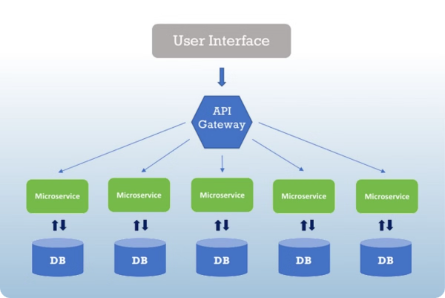 User Interface
API
Gateway
Microservice
Microservice
Microservice
Microservice
Microservice
DB
DB
DB
DB
DB